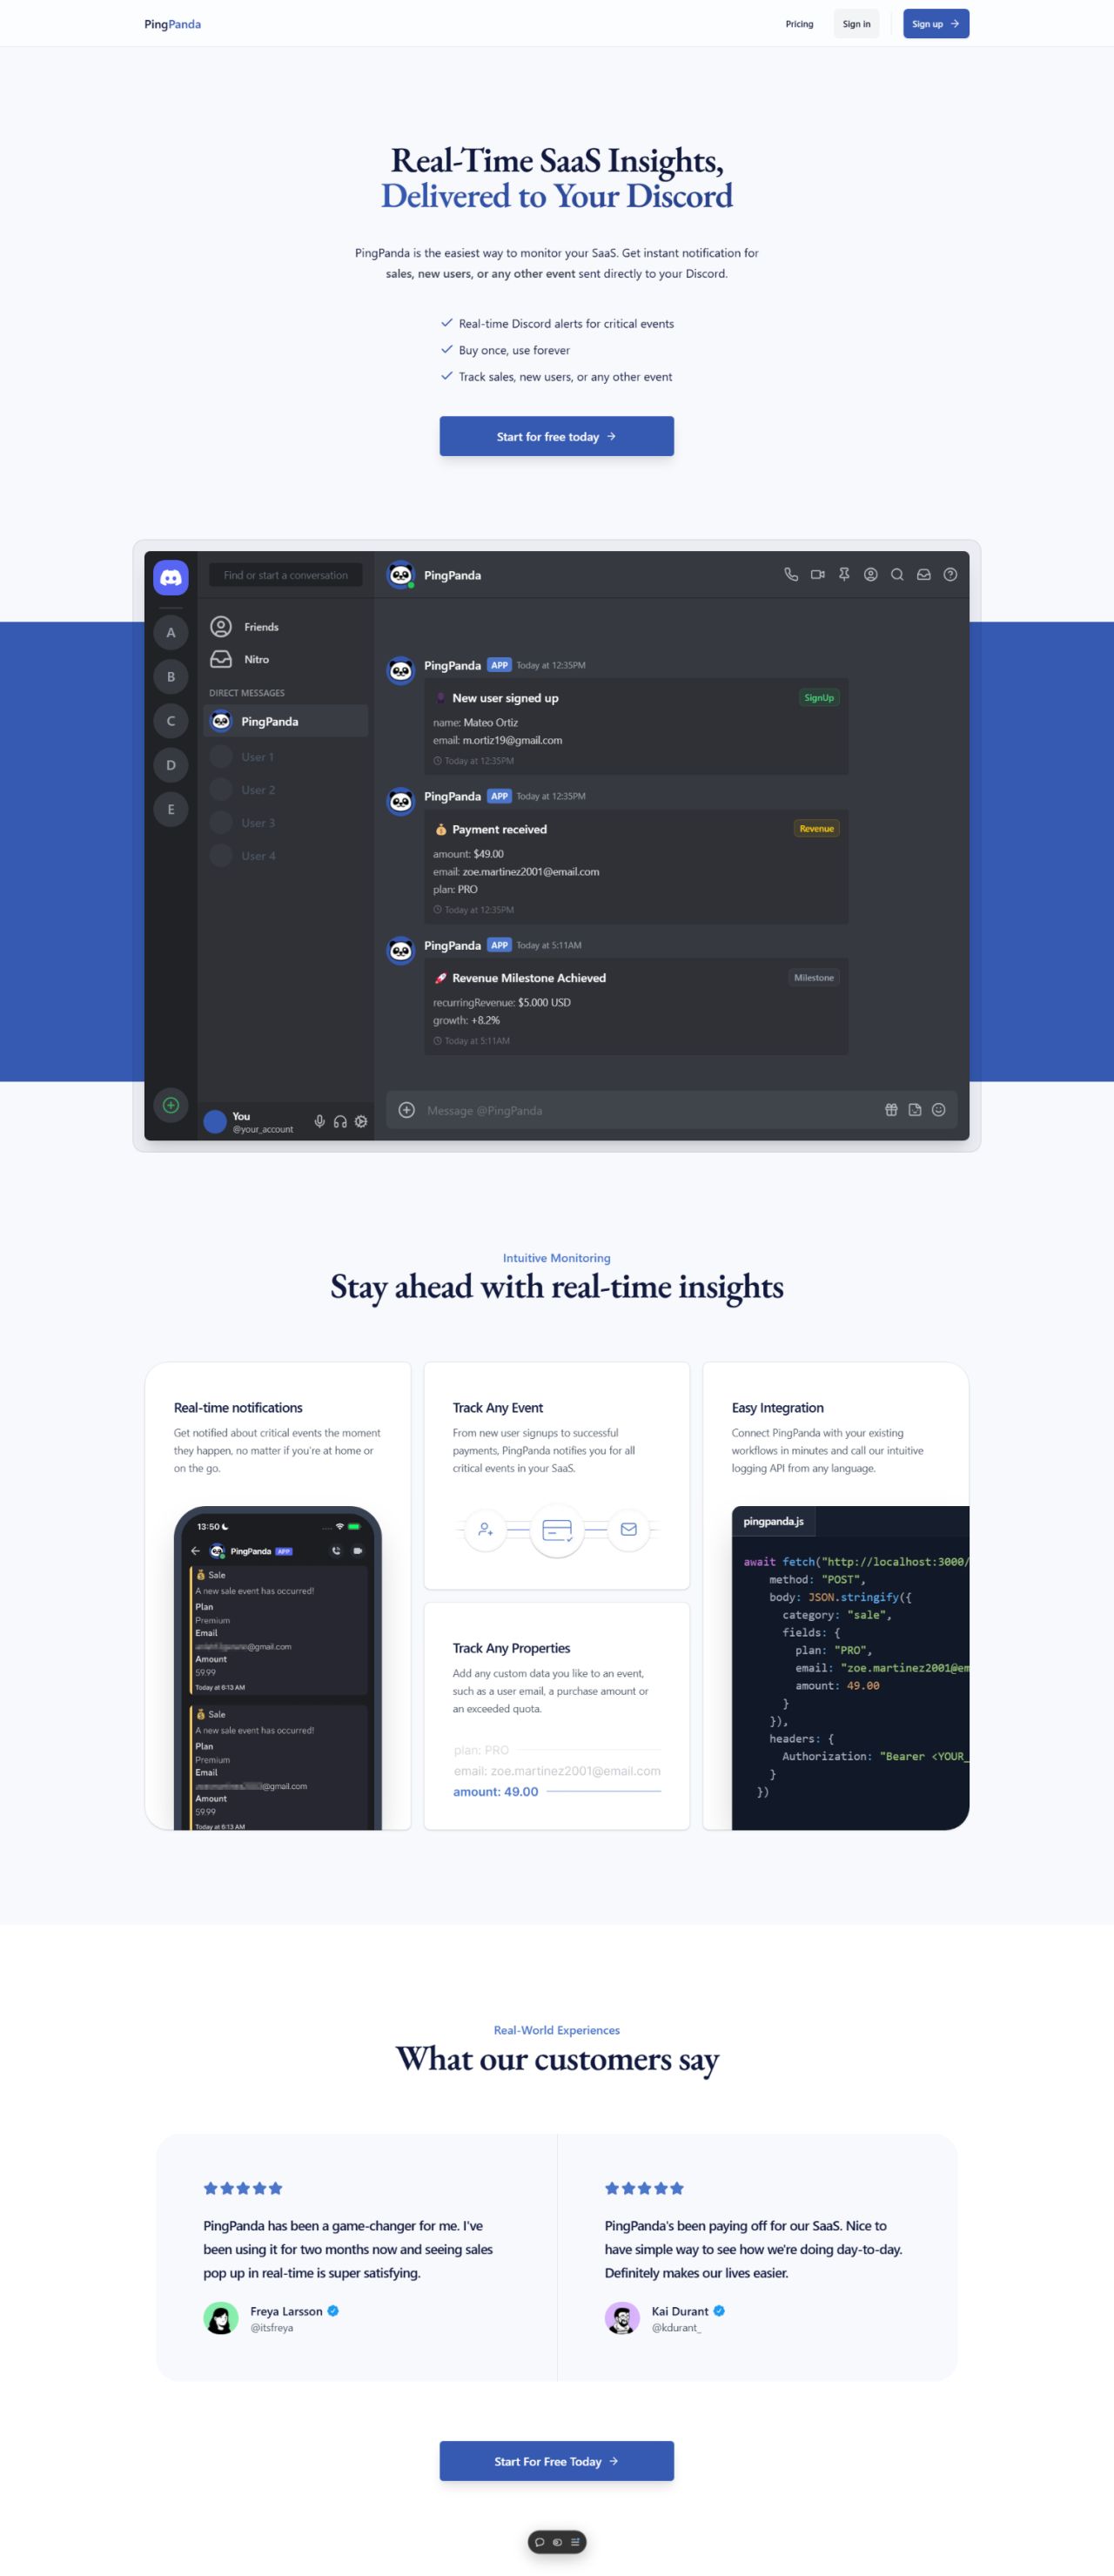 PingPanda
Pricing
Sign in
Sign up
Real-Time SaaS Insights,
Delivered to Your Discord
PingPanda is the easiest way to monitor your SaaS. Get instant notification for
sales, new users, or any other event sent directly to your Discord.
Real-time Discord alerts for critical events
Buy once, use forever
Track sales, new users, or any other event
Start for free today
Find or start a conversation
PingPanda
A
Friends
B
Nitro
DIRECT MESSAGES
C
PingPanda
D
User 1
E
User 2
User 3
User 4
PingPanda APP Today at 12:35PM
New user signed up
SignUp
name: Mateo Ortiz
email: m.ortiz19@gmail.com
Today at 12:35PM
PingPanda APP Today at 12:35PM
Payment received
Revenue
amount: $49.00
email: zoe.martinez2001@email.com
plan: PRO
Today at 12:35PM
PingPanda APP Today at 5:11AM
Revenue Milestone Achieved
Milestone
recurringRevenue: $5.000 USD
growth: +8.2%
Today at 5:11AM
You
@your_account
Message @PingPanda
Intuitive Monitoring
Stay ahead with real-time insights
Real-time notifications
Get notified about critical events the moment
they happen, no matter if you're at home or
on the go.
13:50
PingPanda APP
Sale
A new sale event has occurred!
Plan
Premium
Email
@gmail.com
Amount
59.99
Today at 6:13 AM
Sale
A new sale event has occurred!
Plan
Premium
Email
@gmail.com
Amount
59.99
Today at 6:13 AM
Track Any Event
From new user signups to successful
payments, PingPanda notifies you for all
critical events in your SaaS.
Track Any Properties
Add any custom data you like to an event,
such as a user email, a purchase amount or
an exceeded quota.
plan: PRO
email: zoe.martinez2001@email.com
amount: 49.00
Easy Integration
Connect PingPanda with your existing
workflows in minutes and call our intuitive
logging API from any language.
pingpanda.js
await fetch("http://localhost:3000/
method: "POST",
body: JSON.stringify({
category: "sale",
fields: {
plan: "PRO",
email: "zoe.martinez2001@em
amount: 49.00
}
}),
headers: {
Authorization: "Bearer <YOUR_
}
})
Real-World Experiences
What our customers say
PingPanda has been a game-changer for me. I've
been using it for two months now and seeing sales
pop up in real-time is super satisfying.
Freya Larsson
@itsfreya
PingPanda's been paying off for our SaaS. Nice to
have simple way to see how we're doing day-to-day.
Definitely makes our lives easier.
Kai Durant
@kdurant_
Start For Free Today